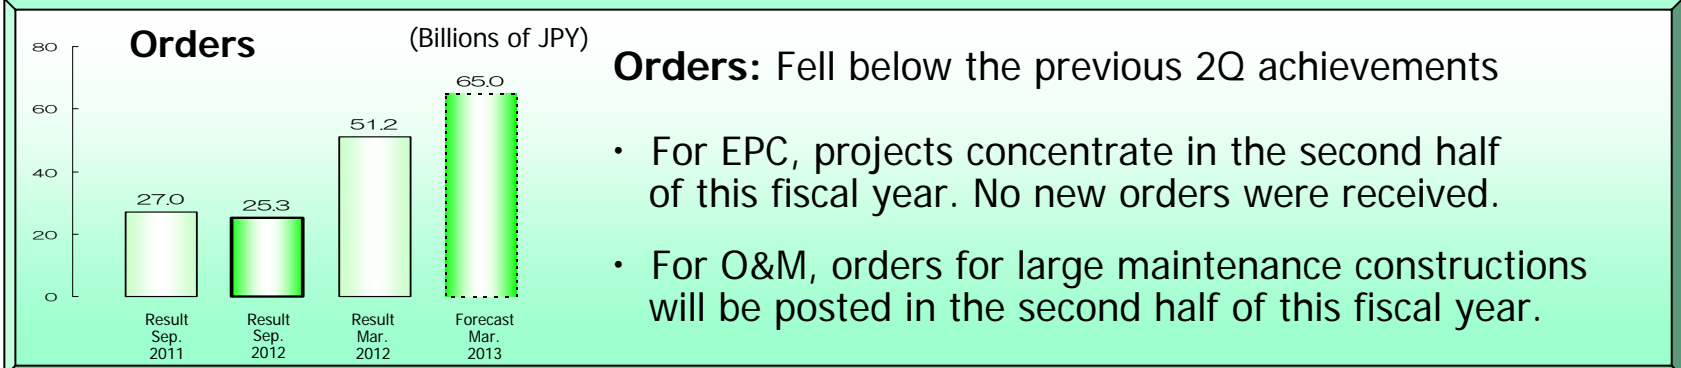 Orders
(Billions of JPY)
80
60
40
20
0
27.0
25.3
51.2
65.0
Result
Sep.
2011
Result
Sep.
2012
Result
Mar.
2012
Forecast
Mar.
2013
Orders: Fell below the previous 2Q achievements
・ For EPC, projects concentrate in the second half
of this fiscal year. No new orders were received.
・ For O&M, orders for large maintenance constructions
will be posted in the second half of this fiscal year.